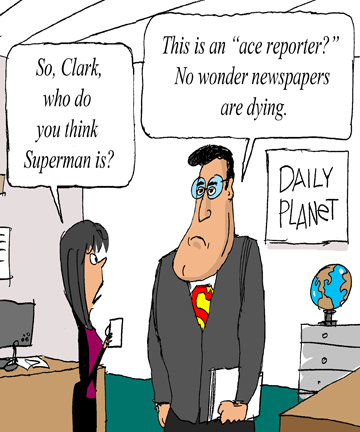 So, Clark,
who do
you think
Superman is?
This is an “ace reporter?”
No wonder newspapers
are dying.
DAILY
PLANET
S